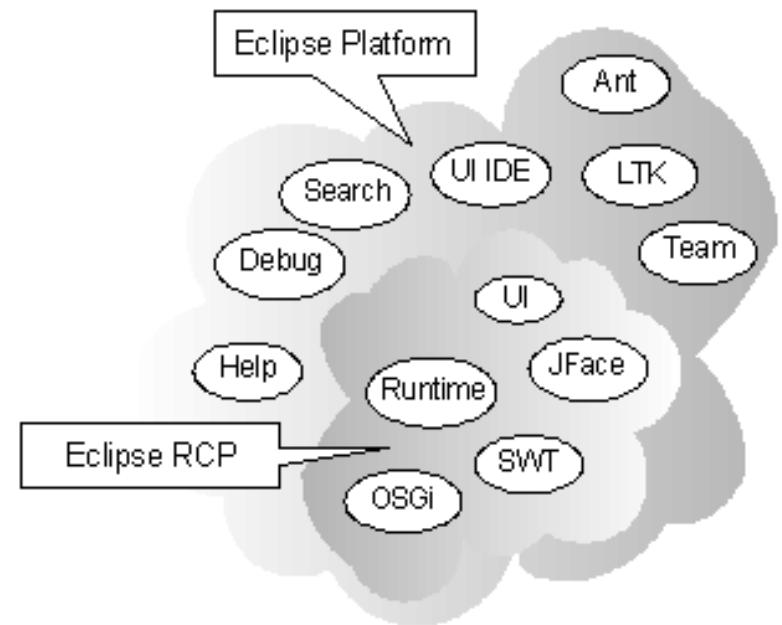 Eclipse Platform
Ant
UI IDE
LTK
Search
Team
Debug
UI
Help
JFace
Runtime
Eclipse RCP
SWT
OSGi